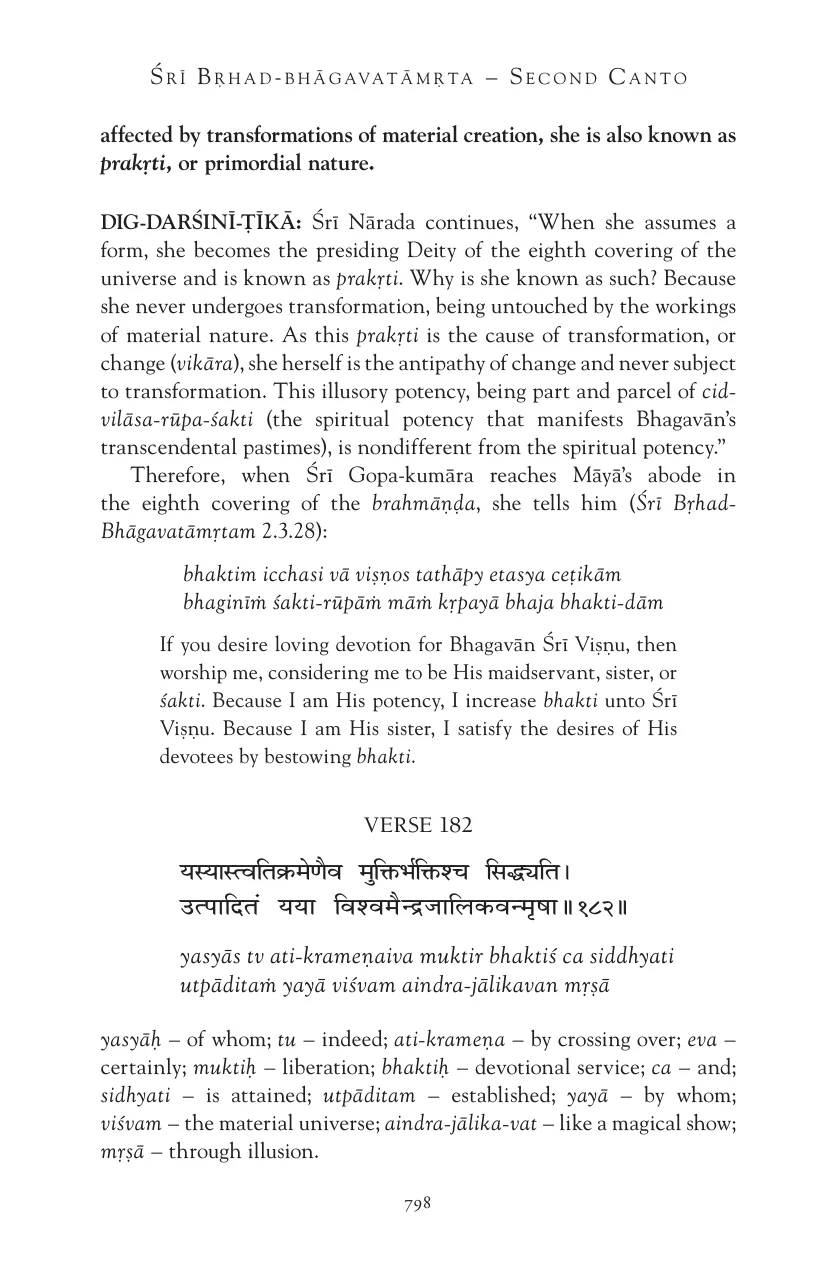 Śrī Bṛhad-bhāgavatāmṛta – Second Canto
affected by transformations of material creation, she is also known as
prakṛti, or primordial nature.
DIG-DARŚINĪ-ṬĪKĀ: Śrī Nārada continues, “When she assumes a
form, she becomes the presiding Deity of the eighth covering of the
universe and is known as prakṛti. Why is she known as such? Because
she never undergoes transformation, being untouched by the workings
of material nature. As this prakṛti is the cause of transformation, or
change (vikāra), she herself is the antipathy of change and never subject
to transformation. This illusory potency, being part and parcel of cid-
vilāsa-rūpa-śakti (the spiritual potency that manifests Bhagavān’s
transcendental pastimes), is nondifferent from the spiritual potency.”
Therefore, when Śrī Gopa-kumāra reaches Māyā’s abode in
the eighth covering of the brahmāṇḍa, she tells him (Śrī Bṛhad-
Bhāgavatāmṛtam 2.3.28):
bhaktim icchasi vā viṣṇos tathāpy etasya ceṭikām
bhaginīṁ śakti-rūpāṁ māṁ kṛpayā bhaja bhakti-dām
If you desire loving devotion for Bhagavān Śrī Viṣṇu, then
worship me, considering me to be His maidservant, sister, or
śakti. Because I am His potency, I increase bhakti unto Śrī
Viṣṇu. Because I am His sister, I satisfy the desires of His
devotees by bestowing bhakti.
VERSE 182
यस्यास्त्वतिक्रमेणैव मुक्तिर्भक्तिश्च सिद्ध्यति।
उत्पादितं यया विश्वमैन्द्रजालिकवन्मृषा॥१८२॥
yasyās tv ati-krameṇaiva muktir bhaktiś ca siddhyati
utpāditaṁ yayā viśvam aindra-jālikavan mṛṣā
yasyāḥ – of whom; tu – indeed; ati-krameṇa – by crossing over; eva –
certainly; muktiḥ – liberation; bhaktiḥ – devotional service; ca – and;
sidhyati – is attained; utpāditam – established; yayā – by whom;
viśvam – the material universe; aindra-jālika-vat – like a magical show;
mṛṣā – through illusion.
798